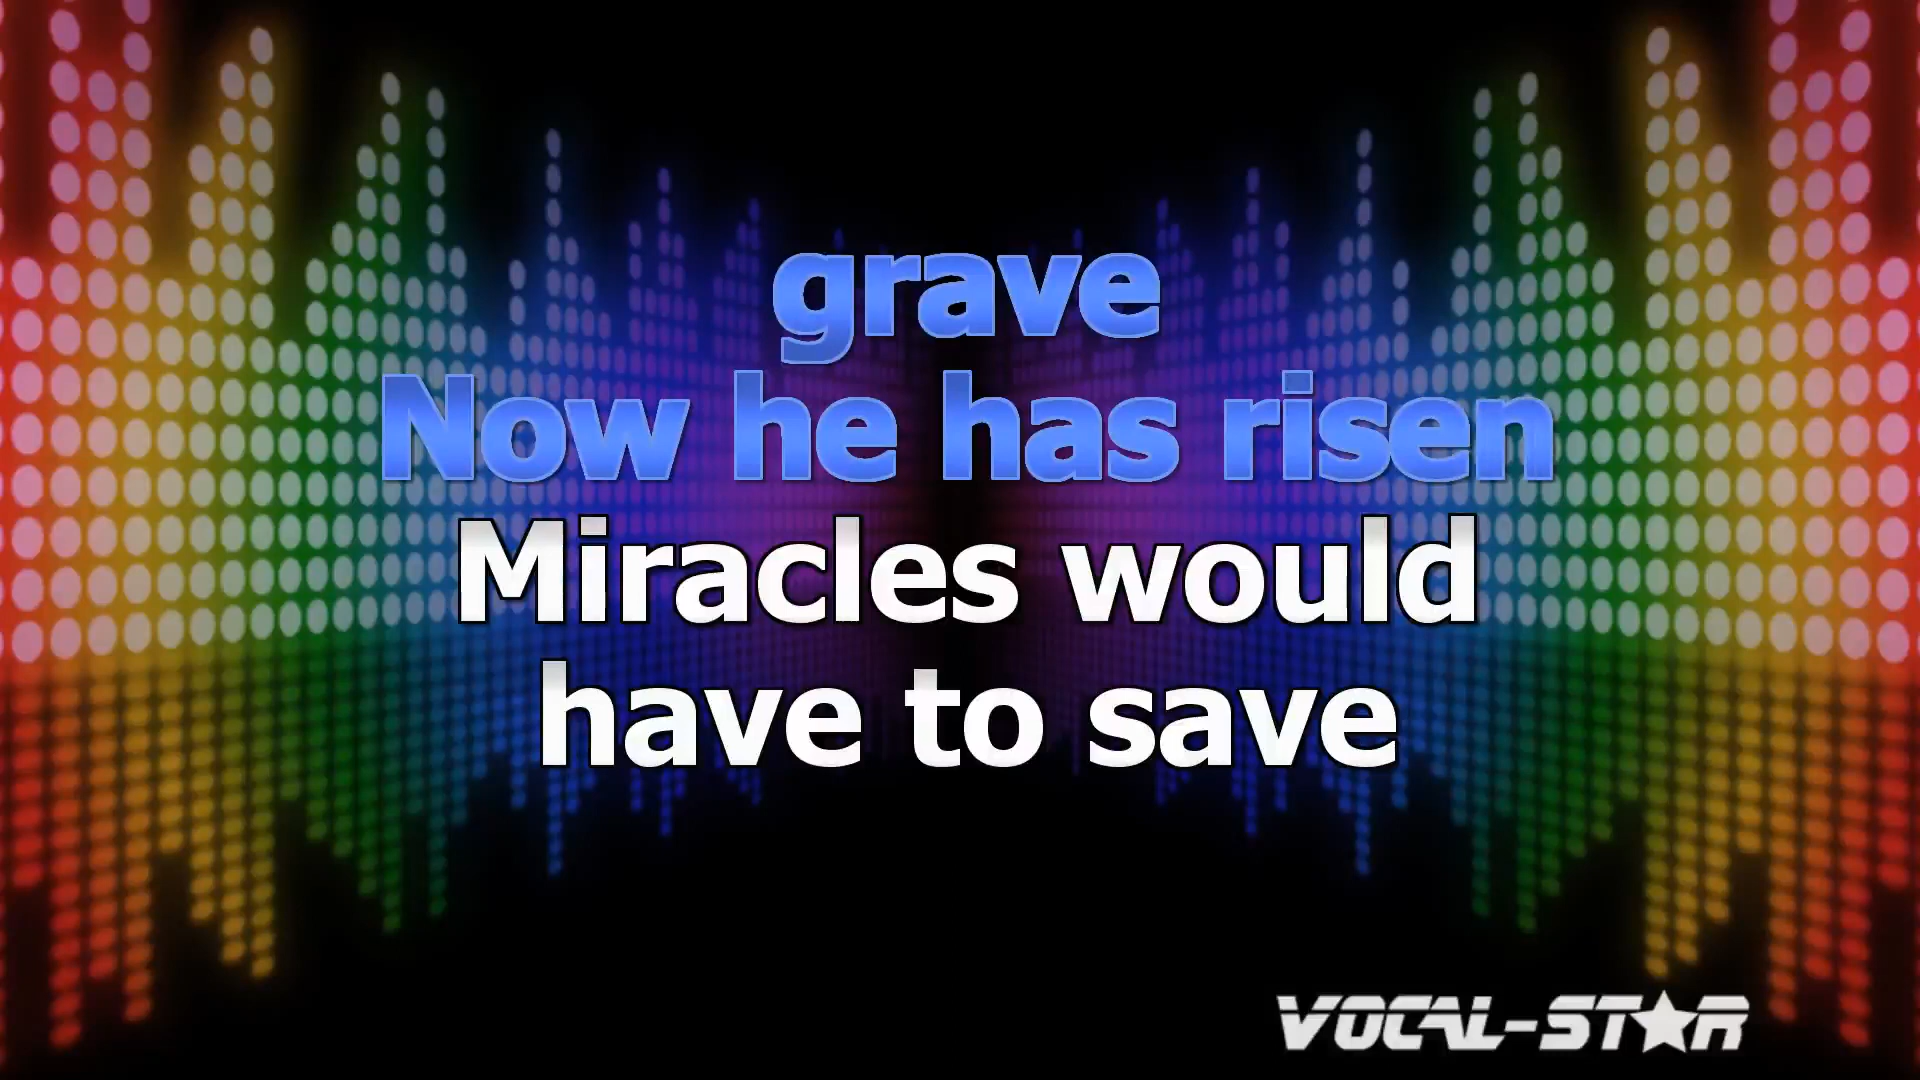 grave
Now he has risen
Miracles would
have to save
VOCAL-STAR